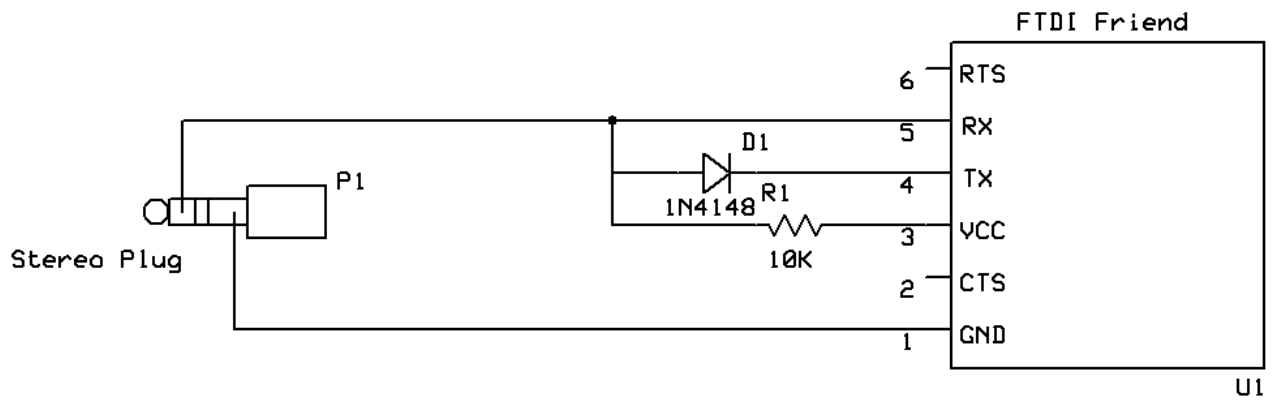 FTDI Friend
6 RTS
5 RX
D1
4 TX
P1
R1
1N4148
3 VCC
Stereo Plug
10K
2 CTS
1 GND
U1